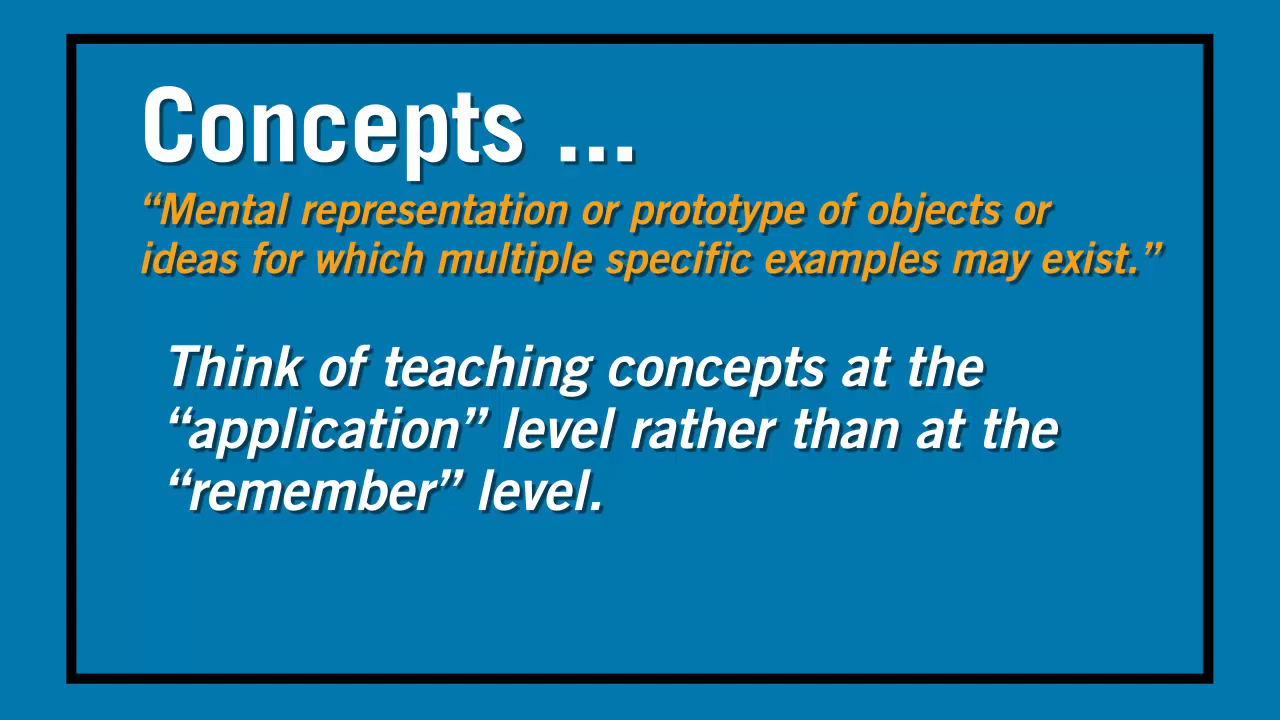 Concepts ...
“Mental representation or prototype of objects or
ideas for which multiple specific examples may exist.”
Think of teaching concepts at the
“application” level rather than at the
“remember” level.